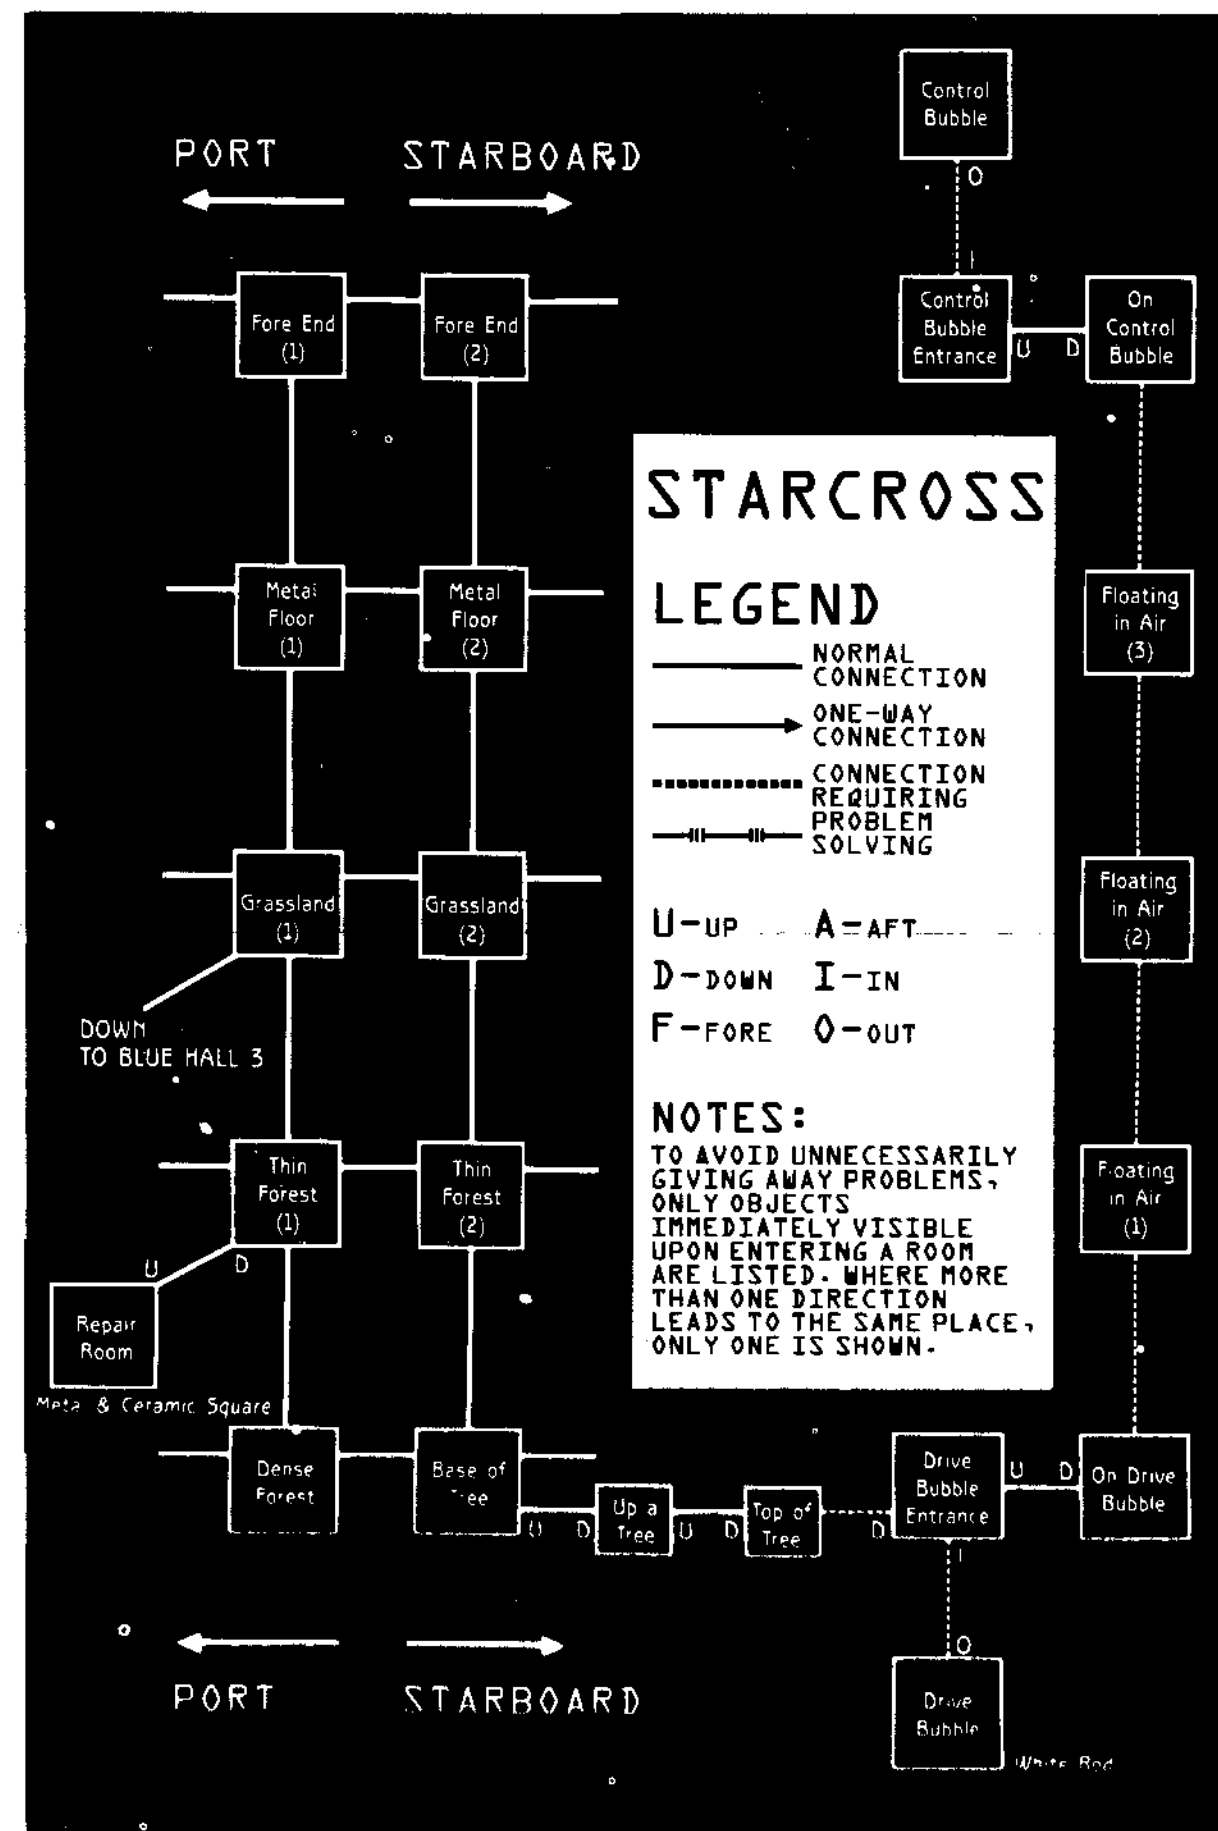 Control
Bubble
O
PORT
STARBOARD
I
Fore End
(1)
Fore End
(2)
Control
Bubble
Entrance
U
D
On
Control
Bubble
STARCROSS
LEGEND
NORMAL
CONNECTION
ONE-WAY
CONNECTION
CONNECTION
REQUIRING
PROBLEM
SOLVING
U-UP
A-AFT
D-DOWN
I-IN
F-FORE
O-OUT
NOTES:
TO AVOID UNNECESSARILY
GIVING AWAY PROBLEMS,
ONLY OBJECTS
IMMEDIATELY VISIBLE
UPON ENTERING A ROOM
ARE LISTED. WHERE MORE
THAN ONE DIRECTION
LEADS TO THE SAME PLACE,
ONLY ONE IS SHOWN.
Metal
Floor
(1)
Metal
Floor
(2)
Floating
in Air
(3)
Grassland
(1)
Grassland
(2)
Floating
in Air
(2)
DOWN
TO BLUE HALL 3
Thin
Forest
(1)
Thin
Forest
(2)
Floating
in Air
(1)
U
D
Repair
Room
Metal & Ceramic Square
Dense
Forest
Base of
Tree
U
D
Up a
Tree
U
D
Top of
Tree
D
Drive
Bubble
Entrance
U
D
On Drive
Bubble
I
O
Drive
Bubble
White Rod
PORT
STARBOARD